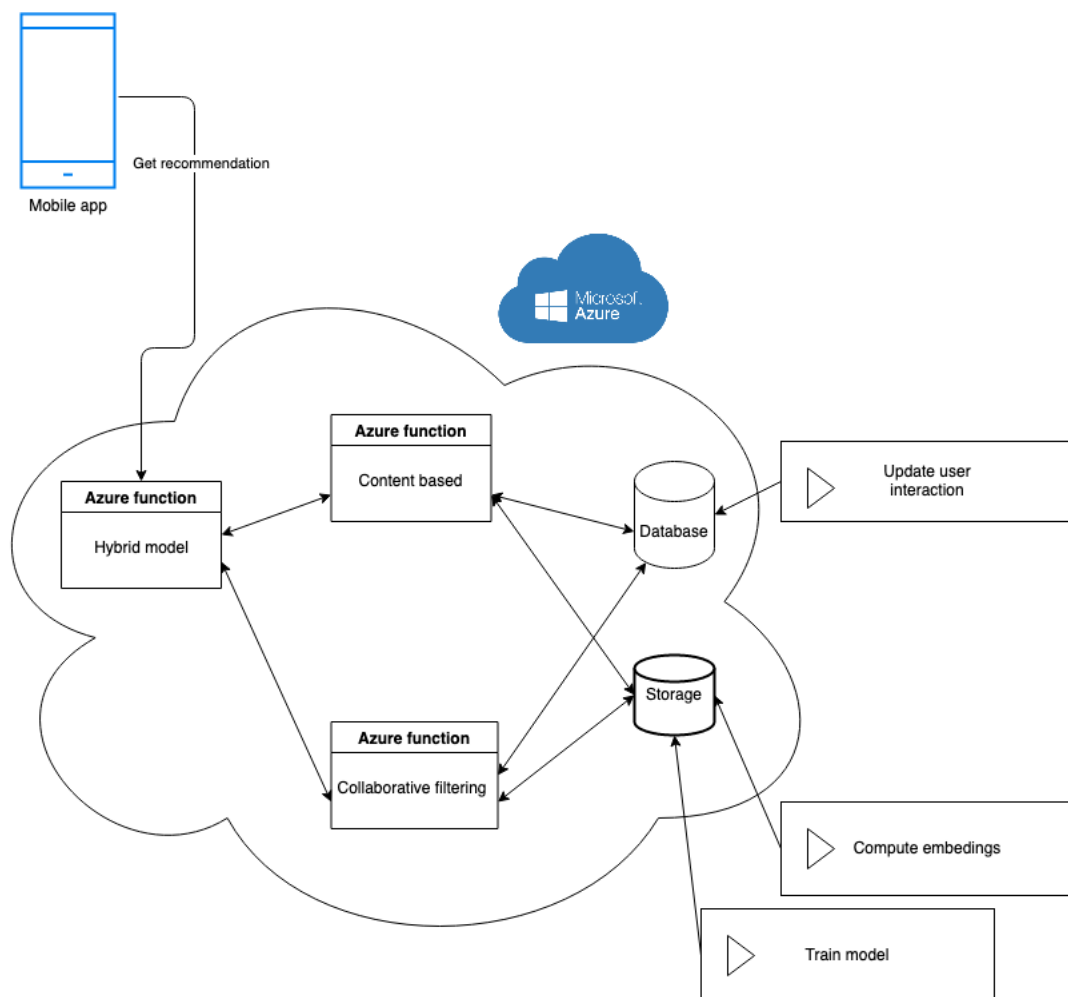 Get recommendation
Mobile app
Microsoft
Azure
Azure function
Content based
Azure function
Hybrid model
Database
Update user
interaction
Storage
Azure function
Collaborative filtering
Compute embedings
Train model